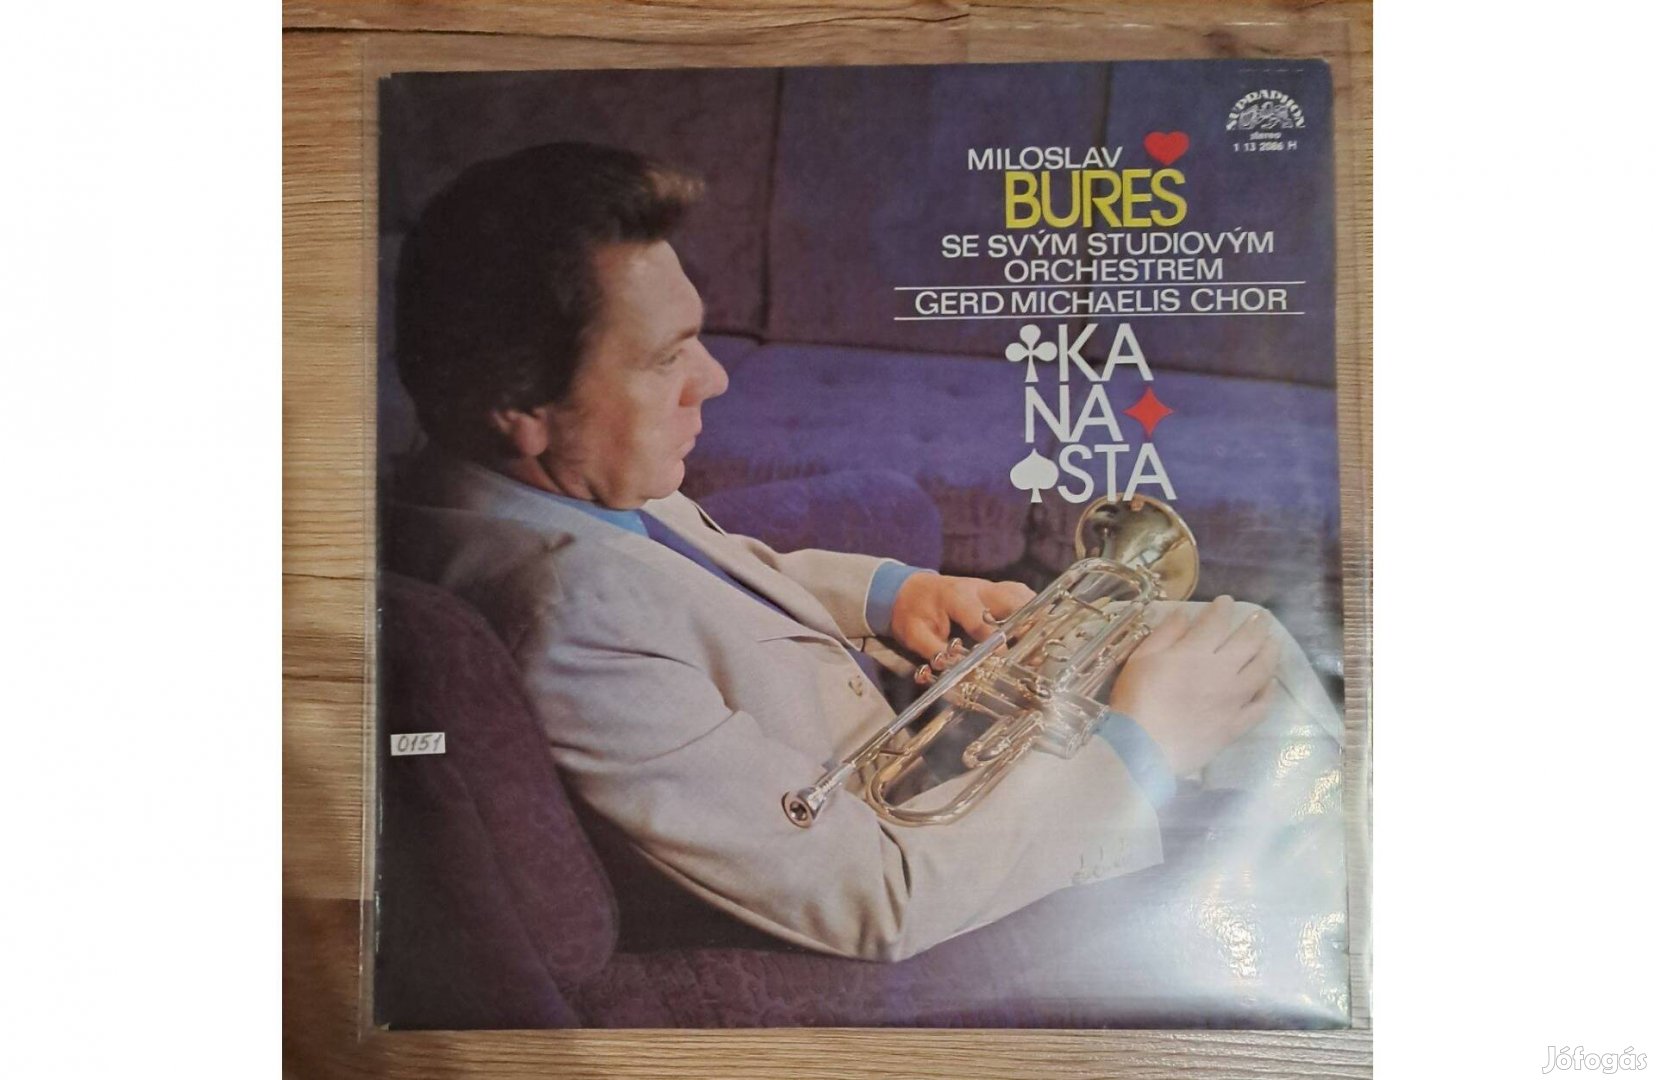 SUPRAPHON
stereo
1 13 2086 H
MILOSLAV
BUREŠ
SE SVÝM STUDIOVÝM
ORCHESTREM
GERD MICHAELIS CHOR
KA
NA
STA
0151
Jófogás